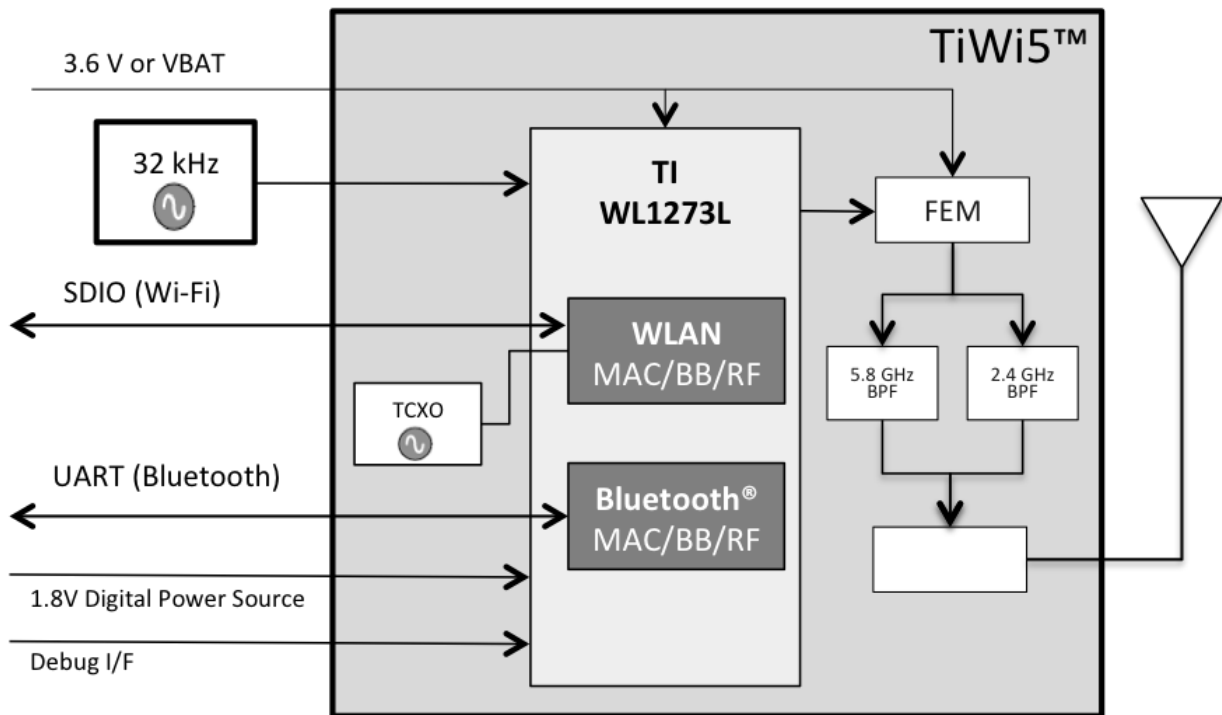 TiWi5™
3.6 V or VBAT
32 kHz
TI
WL1273L
FEM
SDIO (Wi-Fi)
WLAN
MAC/BB/RF
5.8 GHz
BPF
2.4 GHz
BPF
TCXO
UART (Bluetooth)
Bluetooth®
MAC/BB/RF
1.8V Digital Power Source
Debug I/F